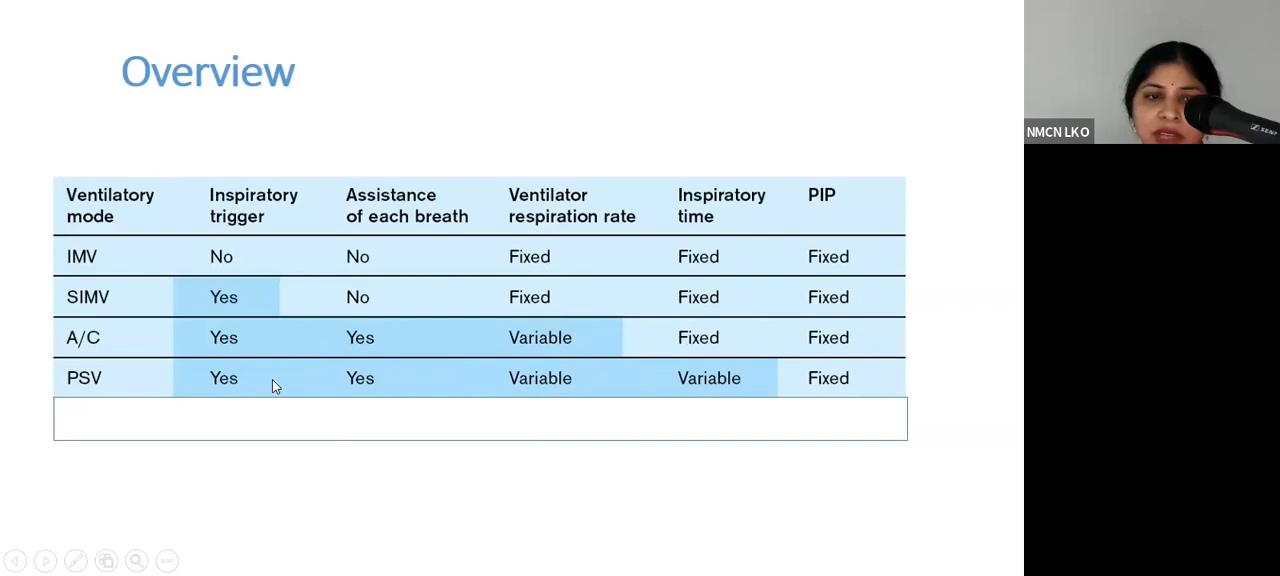 Overview
Ventilatory mode Inspiratory trigger Assistance of each breath Ventilator respiration rate Inspiratory time PIP
IMV No No Fixed Fixed Fixed
SIMV Yes No Fixed Fixed Fixed
A/C Yes Yes Variable Fixed Fixed
PSV Yes Yes Variable Variable Fixed
NMCN LKO